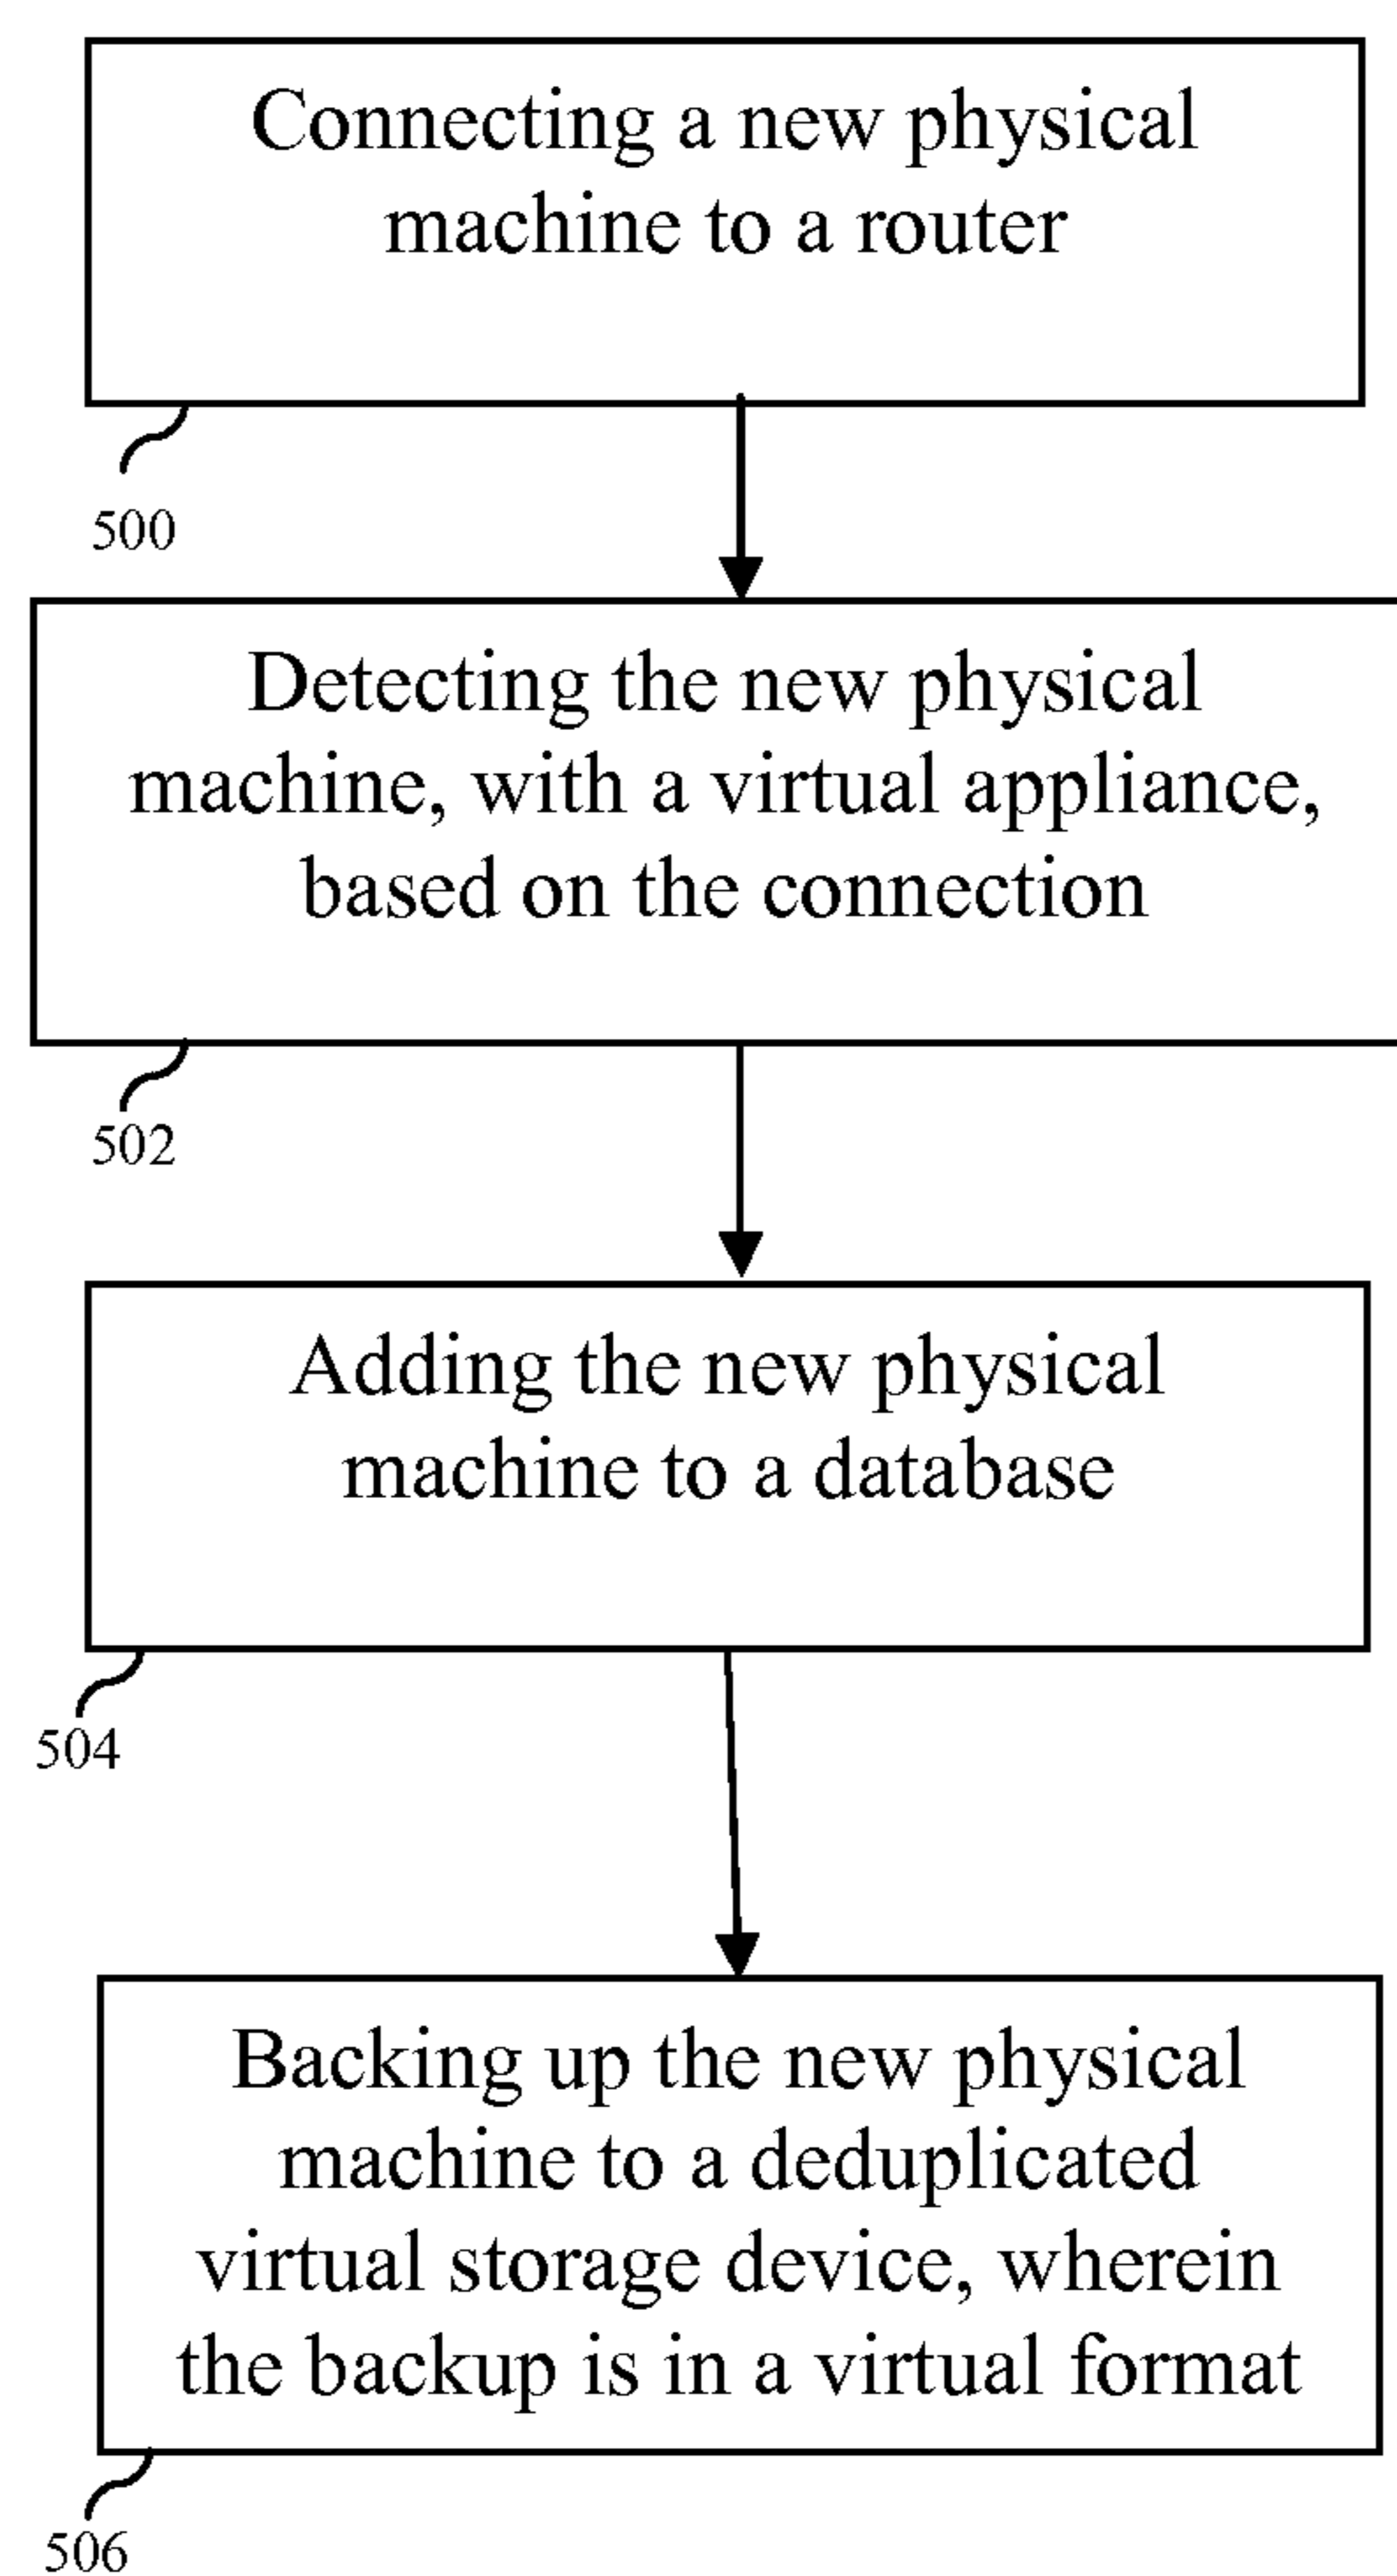 Connecting a new physical
machine to a router
500
Detecting the new physical
machine, with a virtual appliance,
based on the connection
502
Adding the new physical
machine to a database
504
Backing up the new physical
machine to a deduplicated
virtual storage device, wherein
the backup is in a virtual format
506